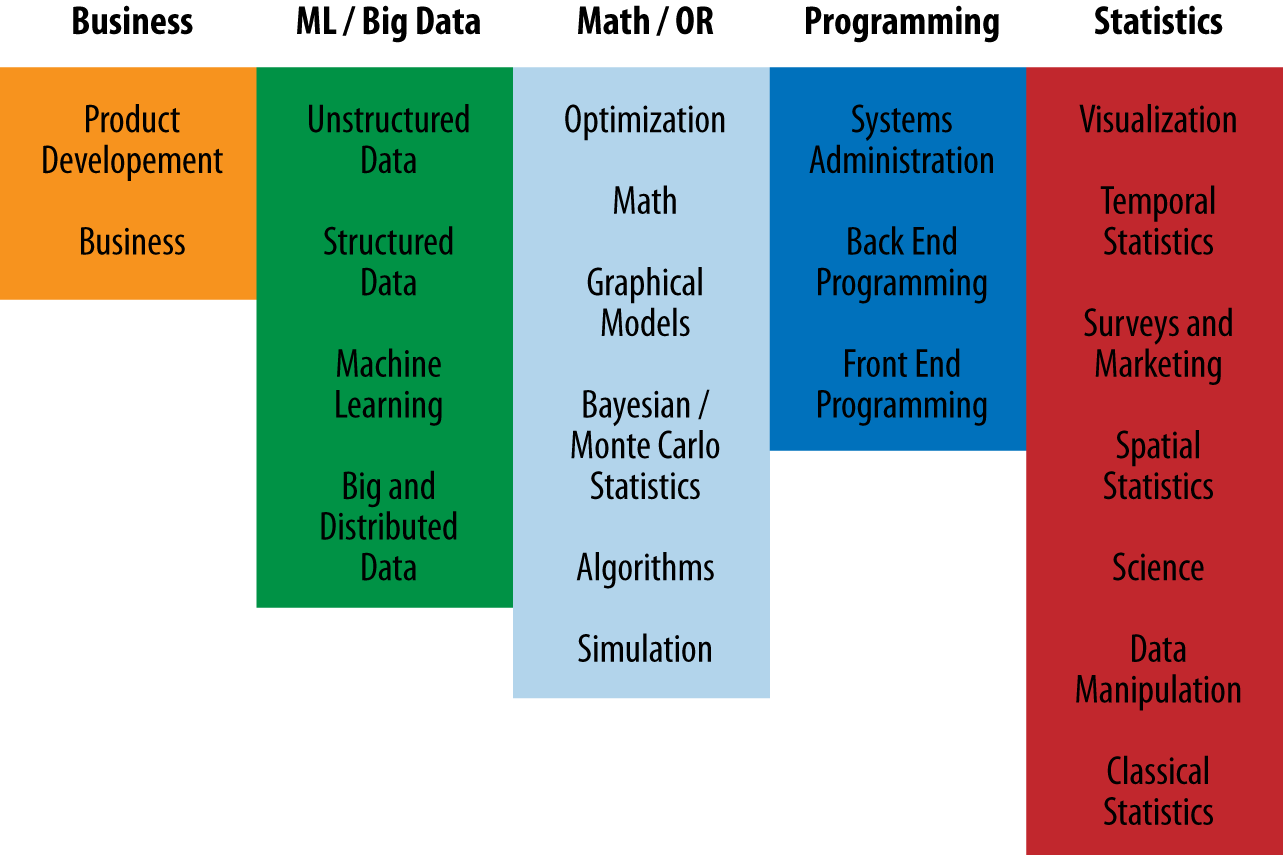 Business
Product
Developement
Business
ML / Big Data
Unstructured
Data
Structured
Data
Machine
Learning
Big and
Distributed
Data
Math / OR
Optimization
Math
Graphical
Models
Bayesian /
Monte Carlo
Statistics
Algorithms
Simulation
Programming
Systems
Administration
Back End
Programming
Front End
Programming
Statistics
Visualization
Temporal
Statistics
Surveys and
Marketing
Spatial
Statistics
Science
Data
Manipulation
Classical
Statistics